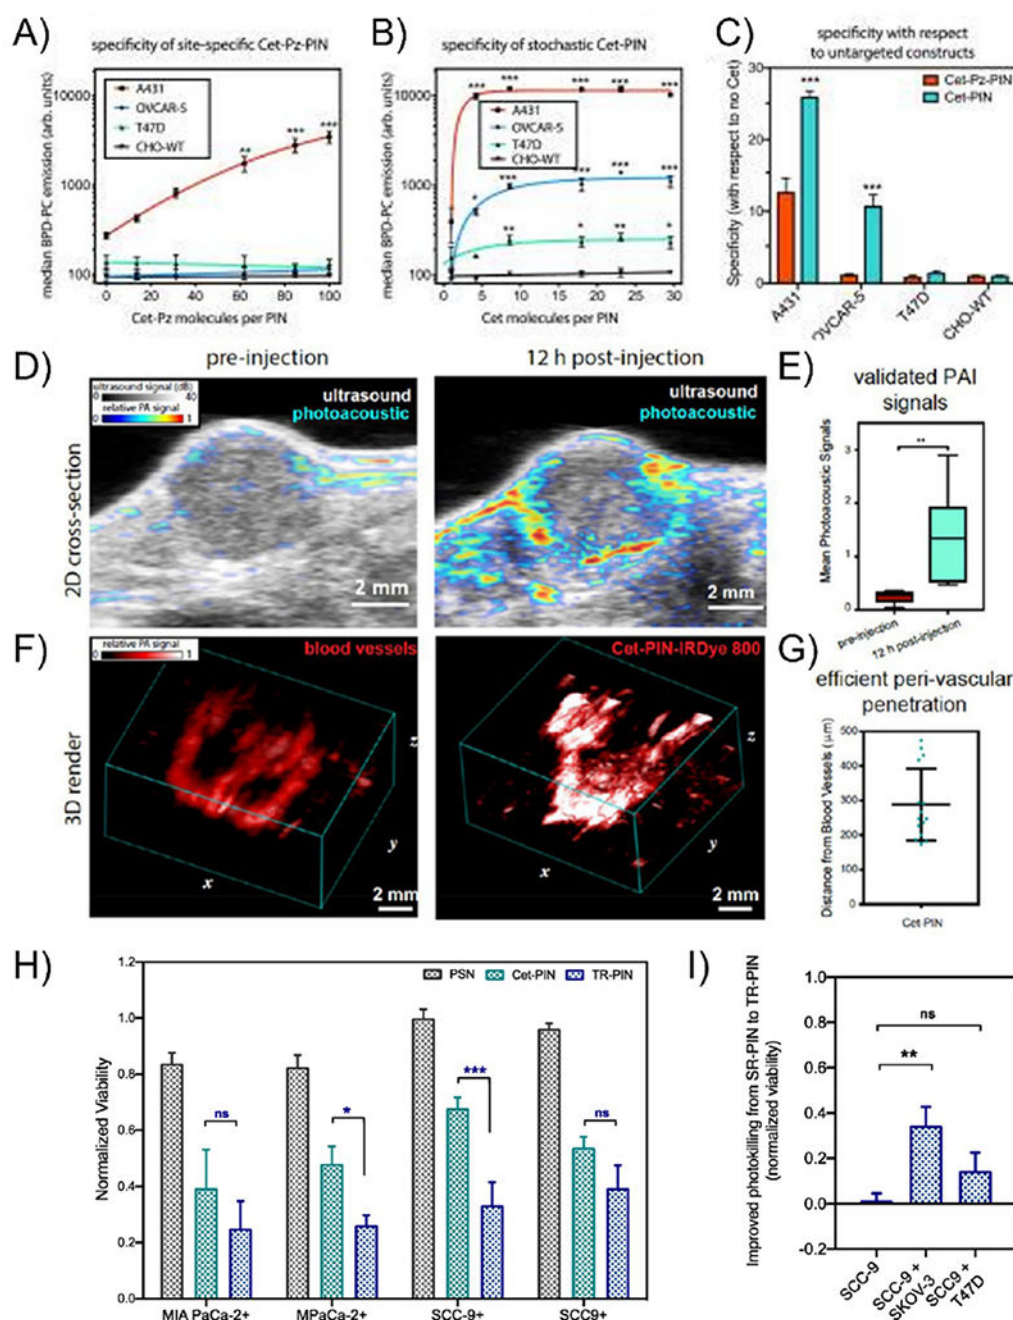 A)
specificity of site-specific Cet-Pz-PIN
median BPD-PC emission (arb. units)
10000
1000
100
A431
OVCAR-5
T47D
CHO-WT
**
***
***
0 20 40 60 80 100
Cet-Pz molecules per PIN
B)
specificity of stochastic Cet-PIN
median BPD-PC emission (arb. units)
10000
1000
100
***
***
***
***
***
A431
OVCAR-5
T47D
CHO-WT
*
***
***
***
***
**
*
**
*
0 5 10 15 20 25 30
Cet molecules per PIN
C)
specificity with respect
to untargeted constructs
Specificity (with respect to no Cet)
30
20
10
0
Cet-Pz-PIN
Cet-PIN
***
***
A431
OVCAR-5
T47D
CHO-WT
pre-injection
12 h post-injection
D)
2D cross-section
ultrasound signal (dB)
0 40
relative PA signal
0 1
ultrasound
photoacoustic
2 mm
ultrasound
photoacoustic
2 mm
E)
validated PAI
signals
Mean Photoacoustic Signals
3
2
1
0
**
pre-injection
12 h post-injection
F)
3D render
relative PA signal
0 1
blood vessels
x
y
z
2 mm
Cet-PIN-IRDye 800
x
y
z
2 mm
G)
efficient peri-vascular
penetration
Distance from Blood Vessels (μm)
500
400
300
200
100
0
Cet PIN
H)
Normalized Viability
1.2
1.0
0.8
0.6
0.4
0.2
0.0
PSN
Cet-PIN
TR-PIN
ns
*
***
ns
MIA PaCa-2+
MPaCa-2+
SCC-9+
SCC9+
I)
Improved photokilling from SR-PIN to TR-PIN
(normalized viability)
1.0
0.8
0.6
0.4
0.2
0.0
-0.2
ns
**
SCC-9
SCC-9 +
SKOV-3
SCC9 +
T47D